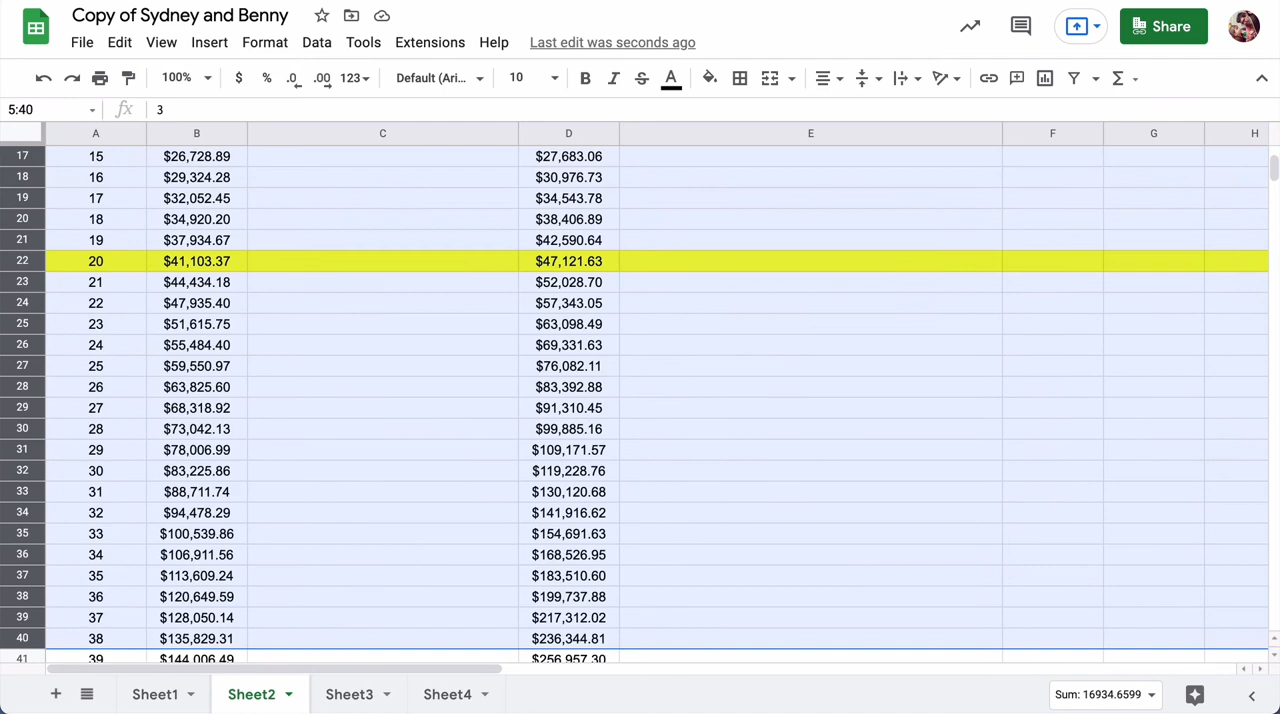 Copy of Sydney and Benny
File Edit View Insert Format Data Tools Extensions Help Last edit was seconds ago
Share
100% $ % .0 .00 123 Default (Ari... 10 B I S A Σ
5:40 fx 3
A B C D E F G H
17 15 $26,728.89 $27,683.06
18 16 $29,324.28 $30,976.73
19 17 $32,052.45 $34,543.78
20 18 $34,920.20 $38,406.89
21 19 $37,934.67 $42,590.64
22 20 $41,103.37 $47,121.63
23 21 $44,434.18 $52,028.70
24 22 $47,935.40 $57,343.05
25 23 $51,615.75 $63,098.49
26 24 $55,484.40 $69,331.63
27 25 $59,550.97 $76,082.11
28 26 $63,825.60 $83,392.88
29 27 $68,318.92 $91,310.45
30 28 $73,042.13 $99,885.16
31 29 $78,006.99 $109,171.57
32 30 $83,225.86 $119,228.76
33 31 $88,711.74 $130,120.68
34 32 $94,478.29 $141,916.62
35 33 $100,539.86 $154,691.63
36 34 $106,911.56 $168,526.95
37 35 $113,609.24 $183,510.60
38 36 $120,649.59 $199,737.88
39 37 $128,050.14 $217,312.02
40 38 $135,829.31 $236,344.81
41 39 $144,006.49 $256,957.30
Sheet1 Sheet2 Sheet3 Sheet4 Sum: 16934.6599